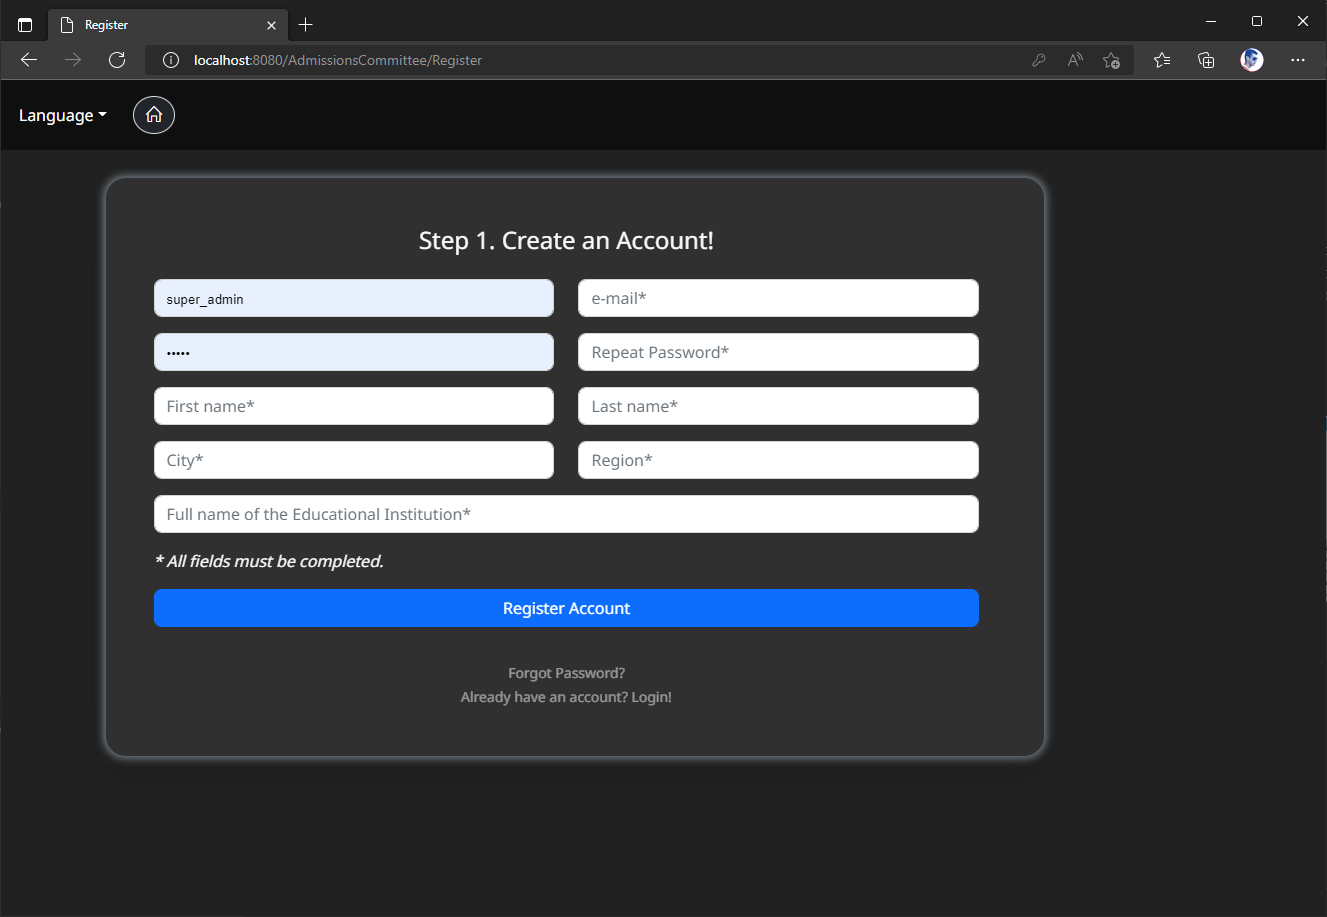 Register
localhost:8080/AdmissionsCommittee/Register
Language
Step 1. Create an Account!
super_admin
e-mail*
•••••
Repeat Password*
First name*
Last name*
City*
Region*
Full name of the Educational Institution*
* All fields must be completed.
Register Account
Forgot Password?
Already have an account? Login!